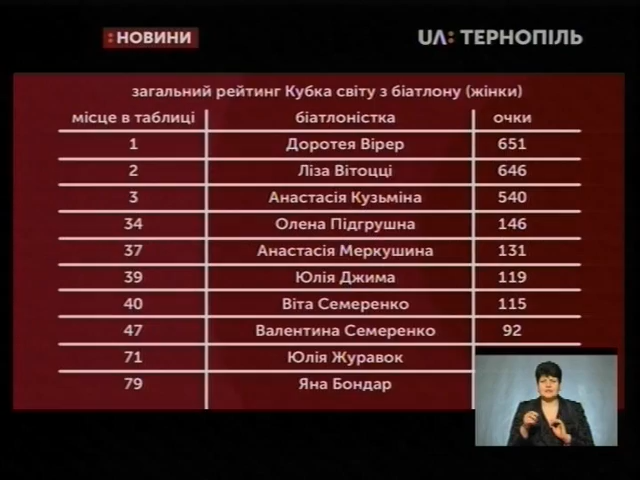 :НОВИНИ
UA: ТЕРНОПІЛЬ
загальний рейтинг Кубка світу з біатлону (жінки)
місце в таблиці біатлоністка очки
1 Доротея Вірер 651
2 Ліза Вітоцці 646
3 Анастасія Кузьміна 540
34 Олена Підгрушна 146
37 Анастасія Меркушина 131
39 Юлія Джима 119
40 Віта Семеренко 115
47 Валентина Семеренко 92
71 Юлія Журавок
79 Яна Бондар